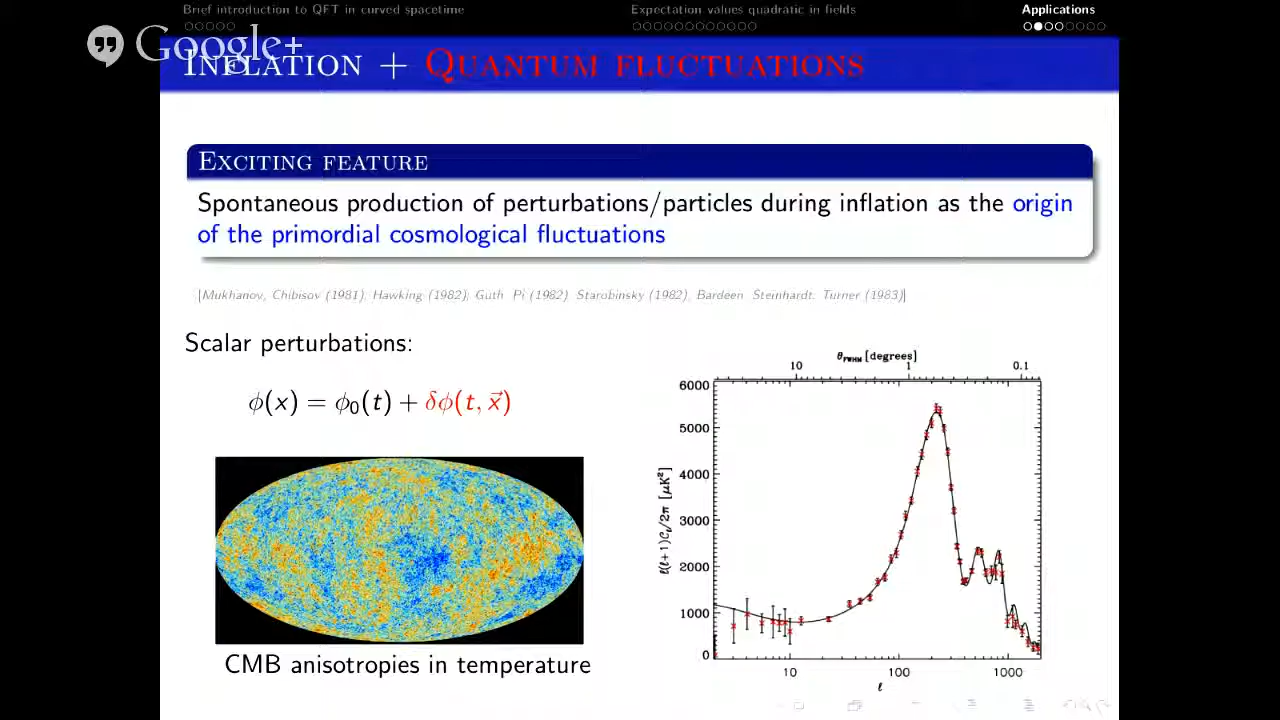 Brief introduction to QFT in curved spacetime Expectation values quadratic in fields Applications
Google+
Inflation + Quantum fluctuations
Exciting feature
Spontaneous production of perturbations/particles during inflation as the origin
of the primordial cosmological fluctuations
[Mukhanov, Chibisov (1981), Hawking (1982), Guth, Pi (1982), Starobinsky (1982), Bardeen, Steinhardt, Turner (1983)]
Scalar perturbations:
ϕ(x) = ϕ₀(t) + δϕ(t, x⃗)
θFWHM [degrees]
10 1 0.1
6000
5000
4000
3000
2000
1000
0
ℓ(ℓ+1)Cℓ/2π [μK²]
10 100 1000
ℓ
CMB anisotropies in temperature